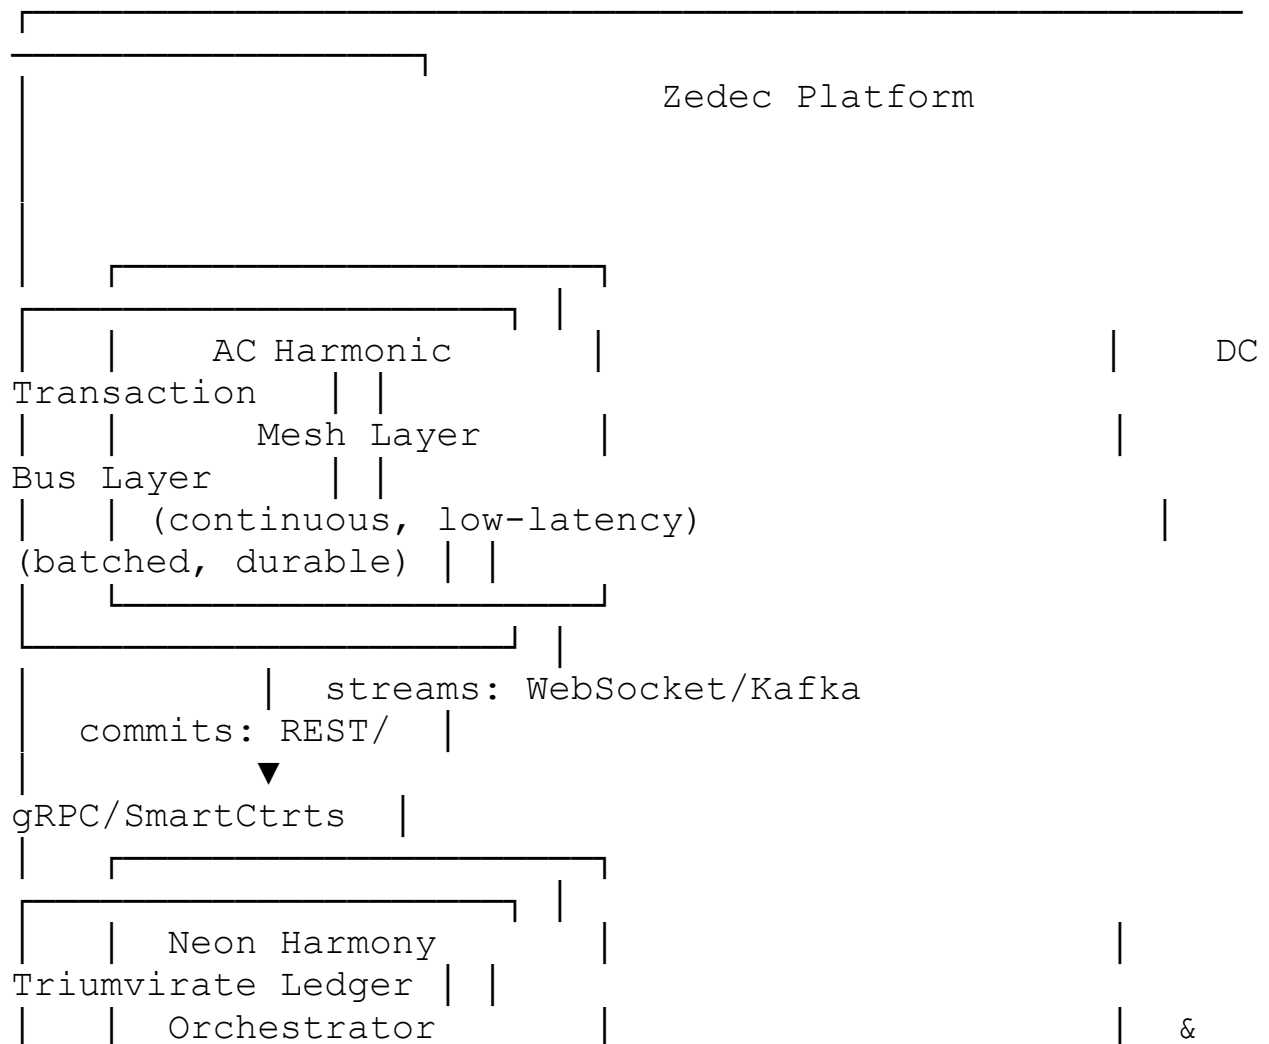 Zedec Platform
AC Harmonic DC
Transaction
Mesh Layer
Bus Layer
(continuous, low-latency)
(batched, durable)
streams: WebSocket/Kafka
commits: REST/
▼
gRPC/SmartCtrts
Neon Harmony
Triumvirate Ledger
Orchestrator &